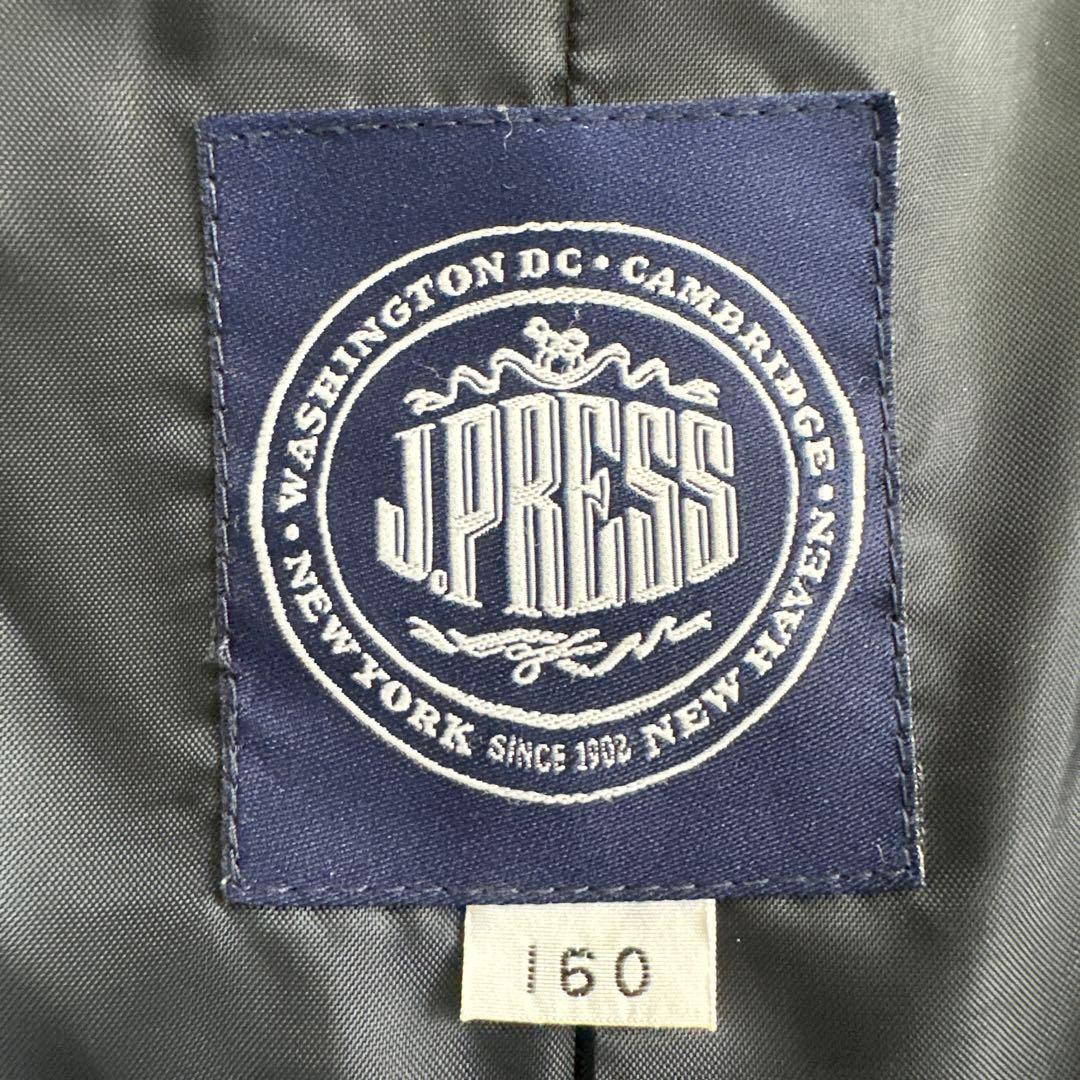 WASHINGTON DC • CAMBRIDGE •
J.PRESS
• NEW YORK SINCE 1902 NEW HAVEN
160